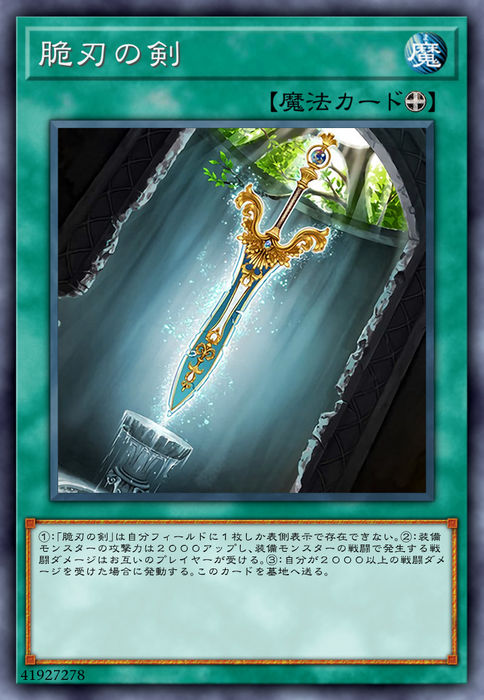 脆刃の剣
魔
【魔法カード】
①:「脆刃の剣」は自分フィールドに1枚しか表側表示で存在できない。②:装備
モンスターの攻撃力は2000アップし、装備モンスターの戦闘で発生する戦
闘ダメージはお互いのプレイヤーが受ける。③:自分が2000以上の戦闘ダメ
ージを受けた場合に発動する。このカードを墓地へ送る。
41927278